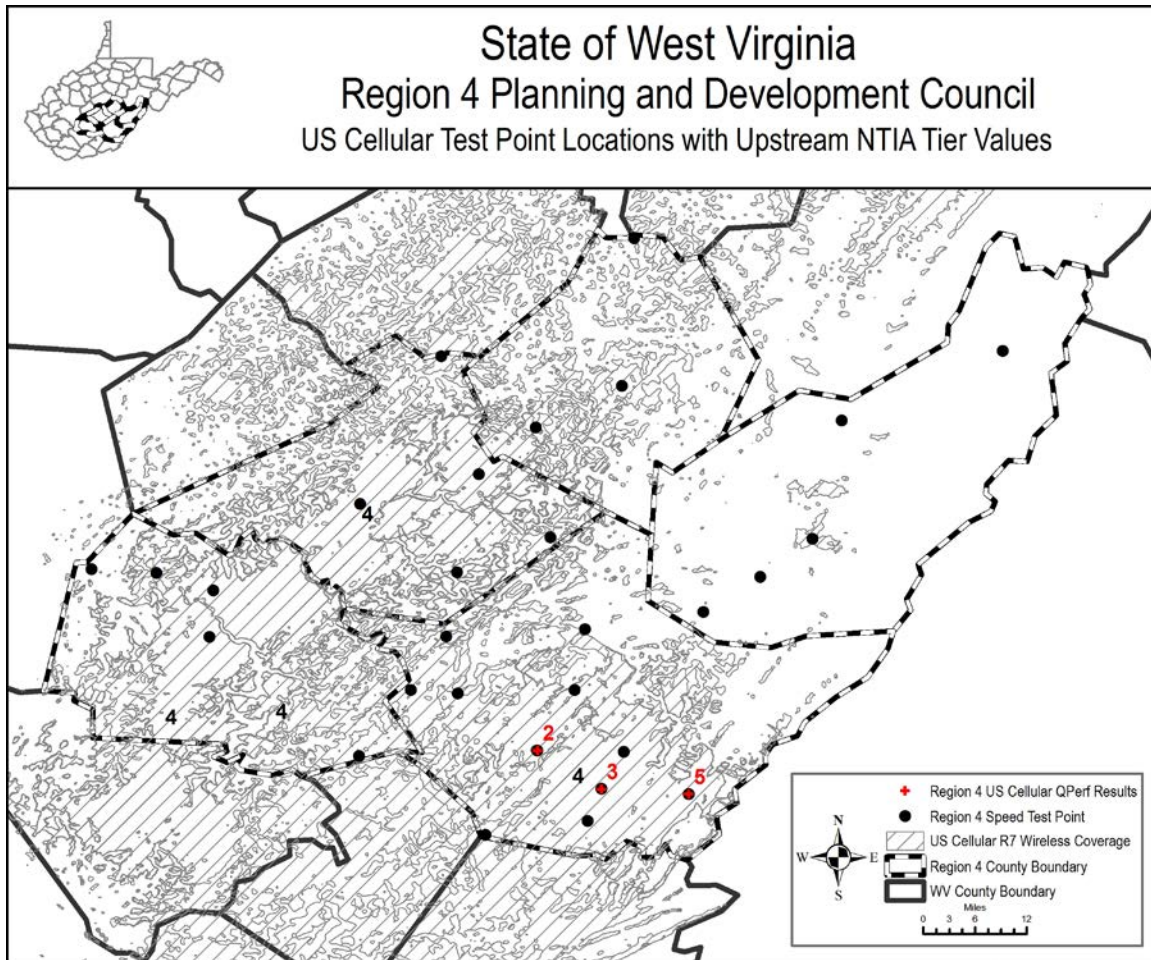 State of West Virginia
Region 4 Planning and Development Council
US Cellular Test Point Locations with Upstream NTIA Tier Values
4
4
4
2
4
3
5
N
W
E
S
Region 4 US Cellular QPerf Results
Region 4 Speed Test Point
US Cellular R7 Wireless Coverage
Region 4 County Boundary
WV County Boundary
Miles
0 3 6 12